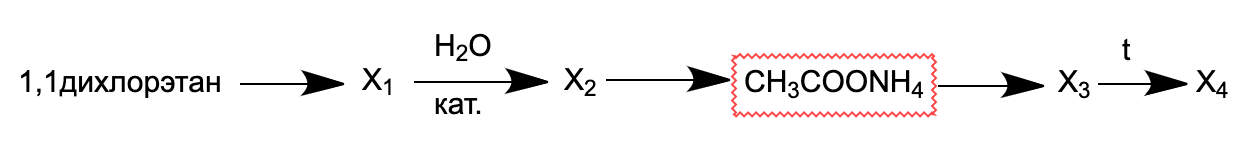 1,1дихлорэтан X₁ H₂O кат. X₂ CH₃COONH₄ X₃ t X₄